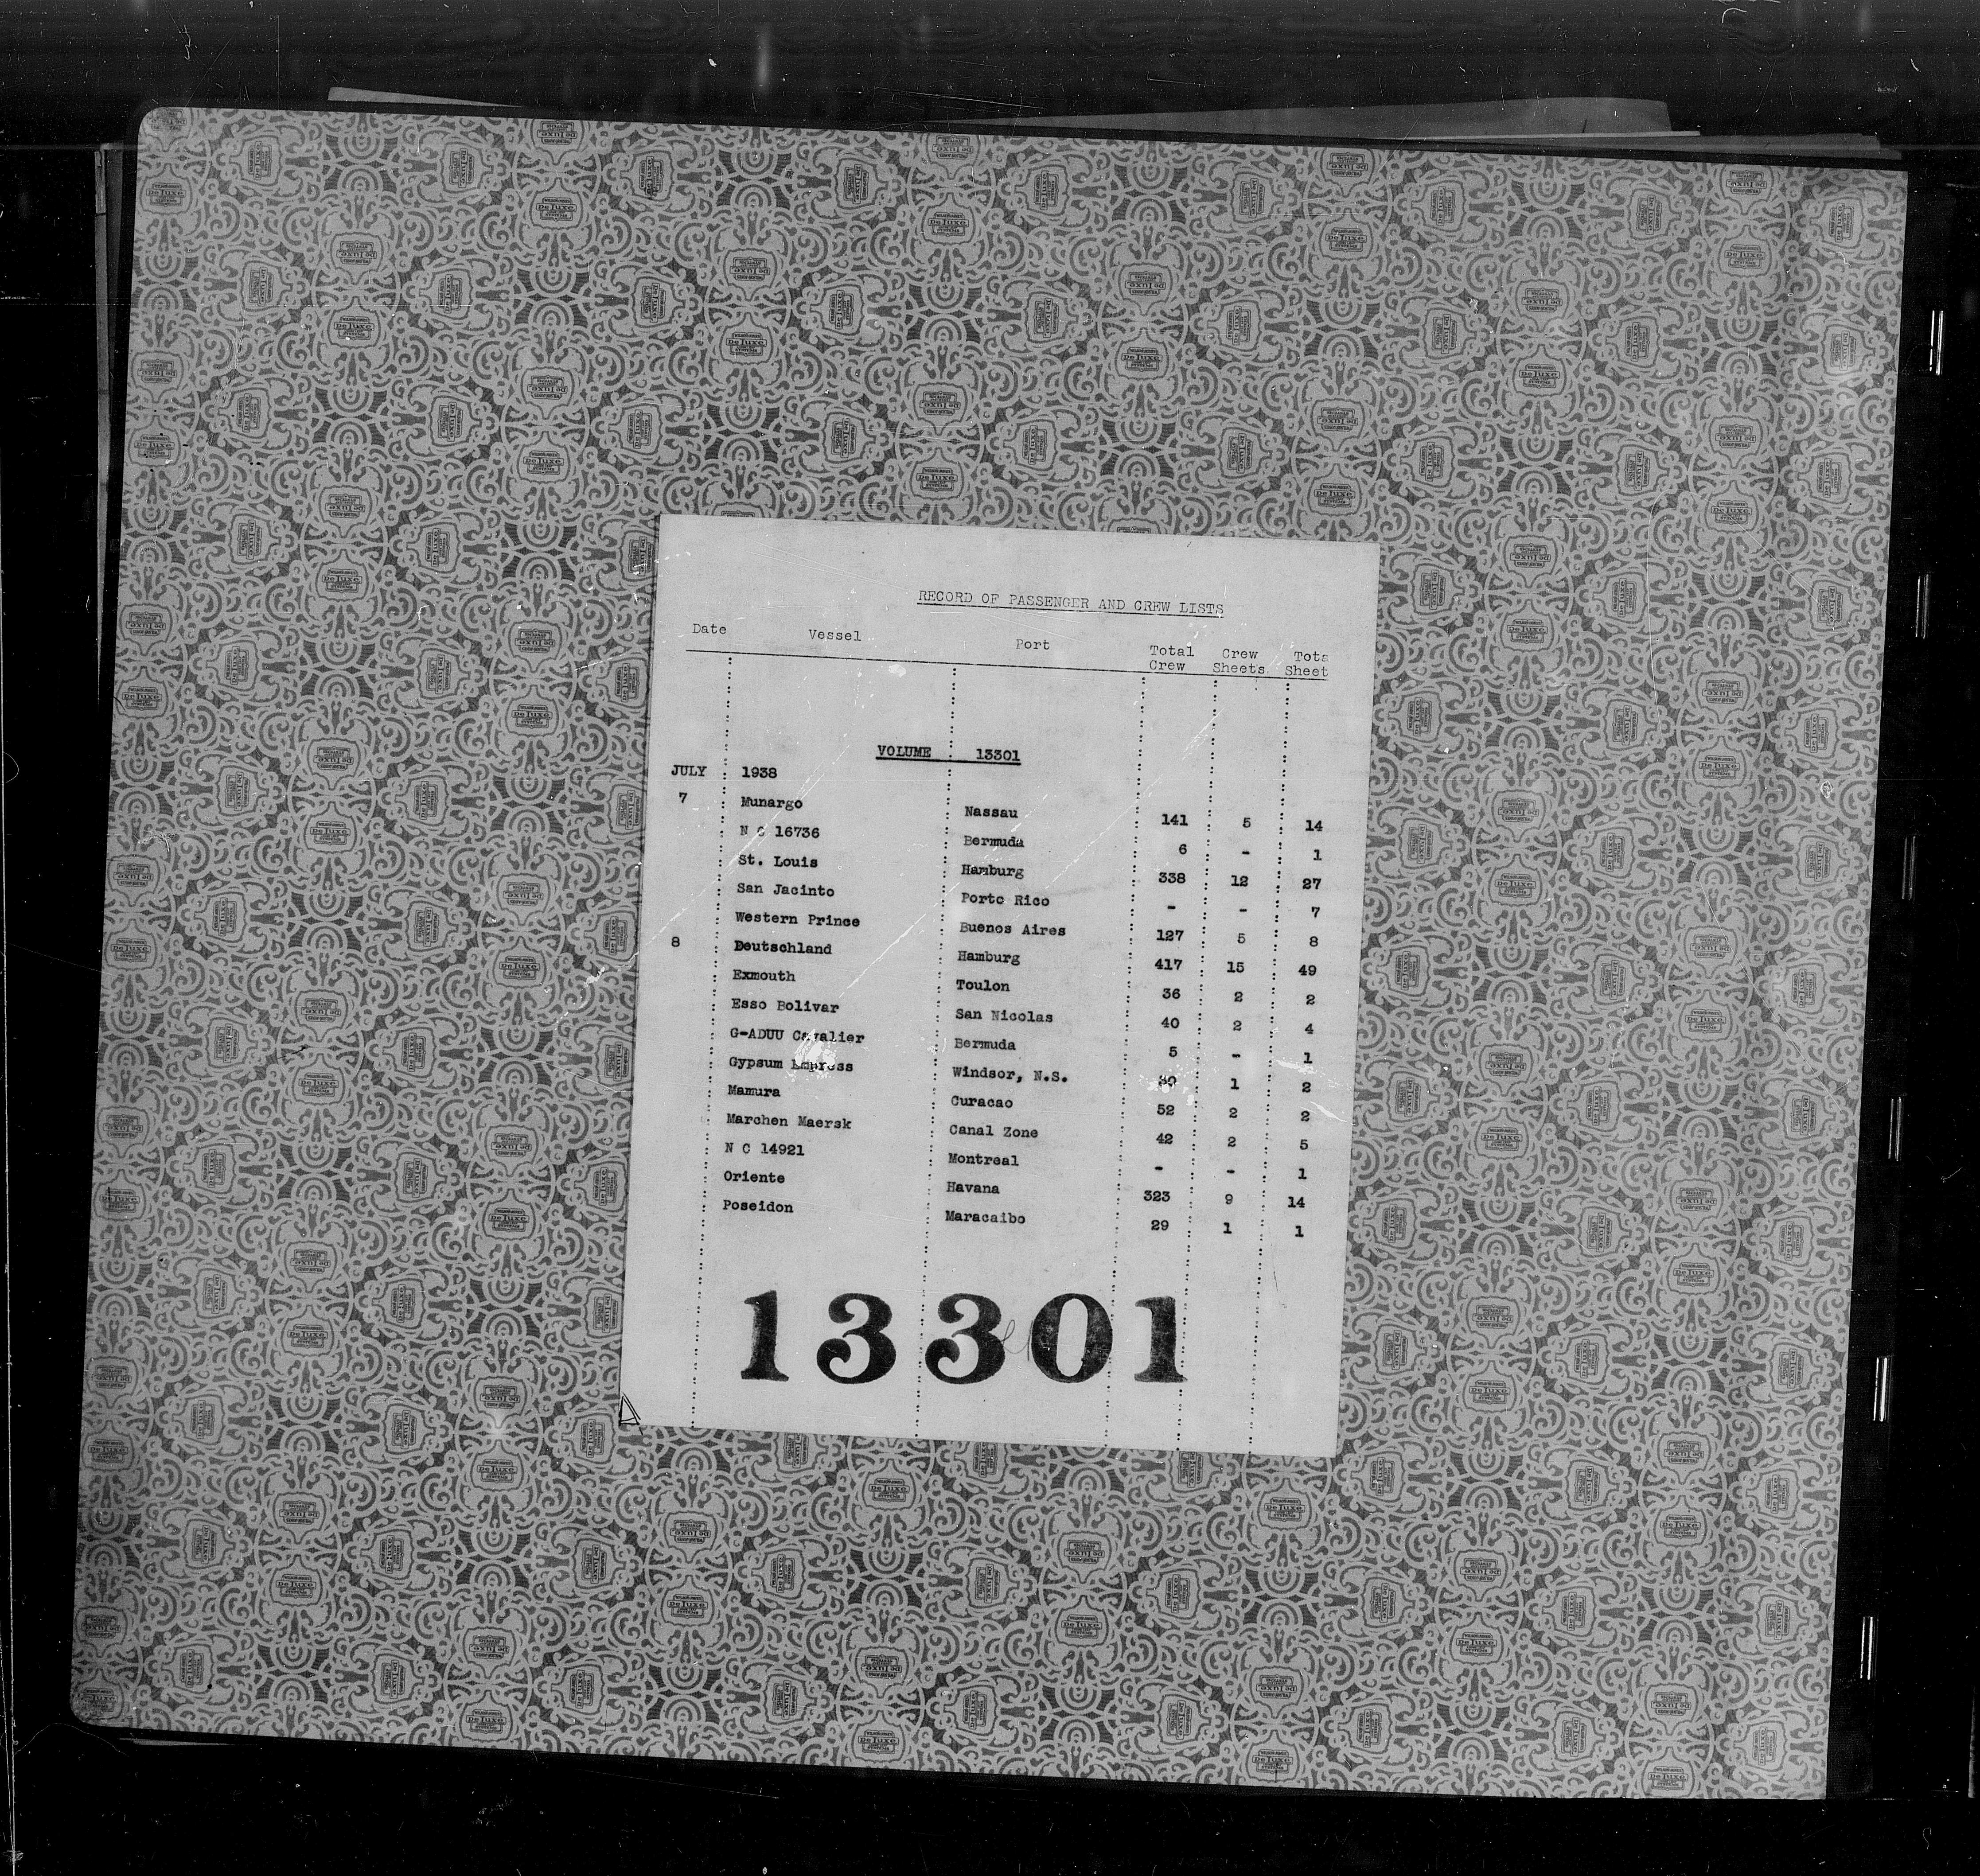 RECORD OF PASSENGER AND CREW LISTS
Date Vessel Port Total Crew Crew Sheets Tota Sheet
VOLUME 13301
JULY 1938
7 Munargo Nassau 141 5 14
N C 16736 Bermuda 6 - 1
St. Louis Hamburg 338 12 27
San Jacinto Porto Rico - - 7
Western Prince Buenos Aires 127 5 8
8 Deutschland Hamburg 417 15 49
Exmouth Toulon 36 2 2
Esso Bolivar San Nicolas 40 2 4
G-ADUU Cavalier Bermuda 5 - 1
Gypsum Empress Windsor, N.S. 1 2
Mamura Curacao 52 2 2
Marchen Maersk Canal Zone 42 2 5
N C 14921 Montreal - - 1
Oriente Havana 323 9 14
Poseidon Maracaibo 29 1 1
13301